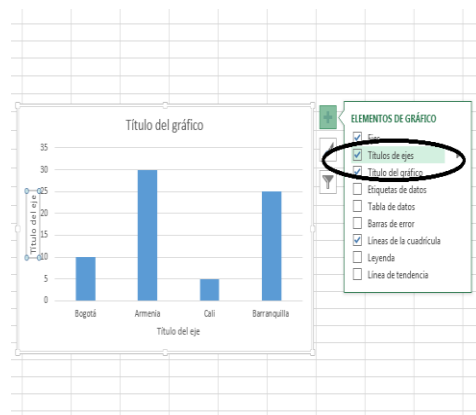 Título del gráfico
35
30
25
20
15
10
5
0
Título del eje
Bogotá
Armenia
Cali
Barranquilla
Título del eje
ELEMENTOS DE GRÁFICO
Ejes
Títulos de ejes
Título del gráfico
Etiquetas de datos
Tabla de datos
Barras de error
Líneas de la cuadrícula
Leyenda
Línea de tendencia